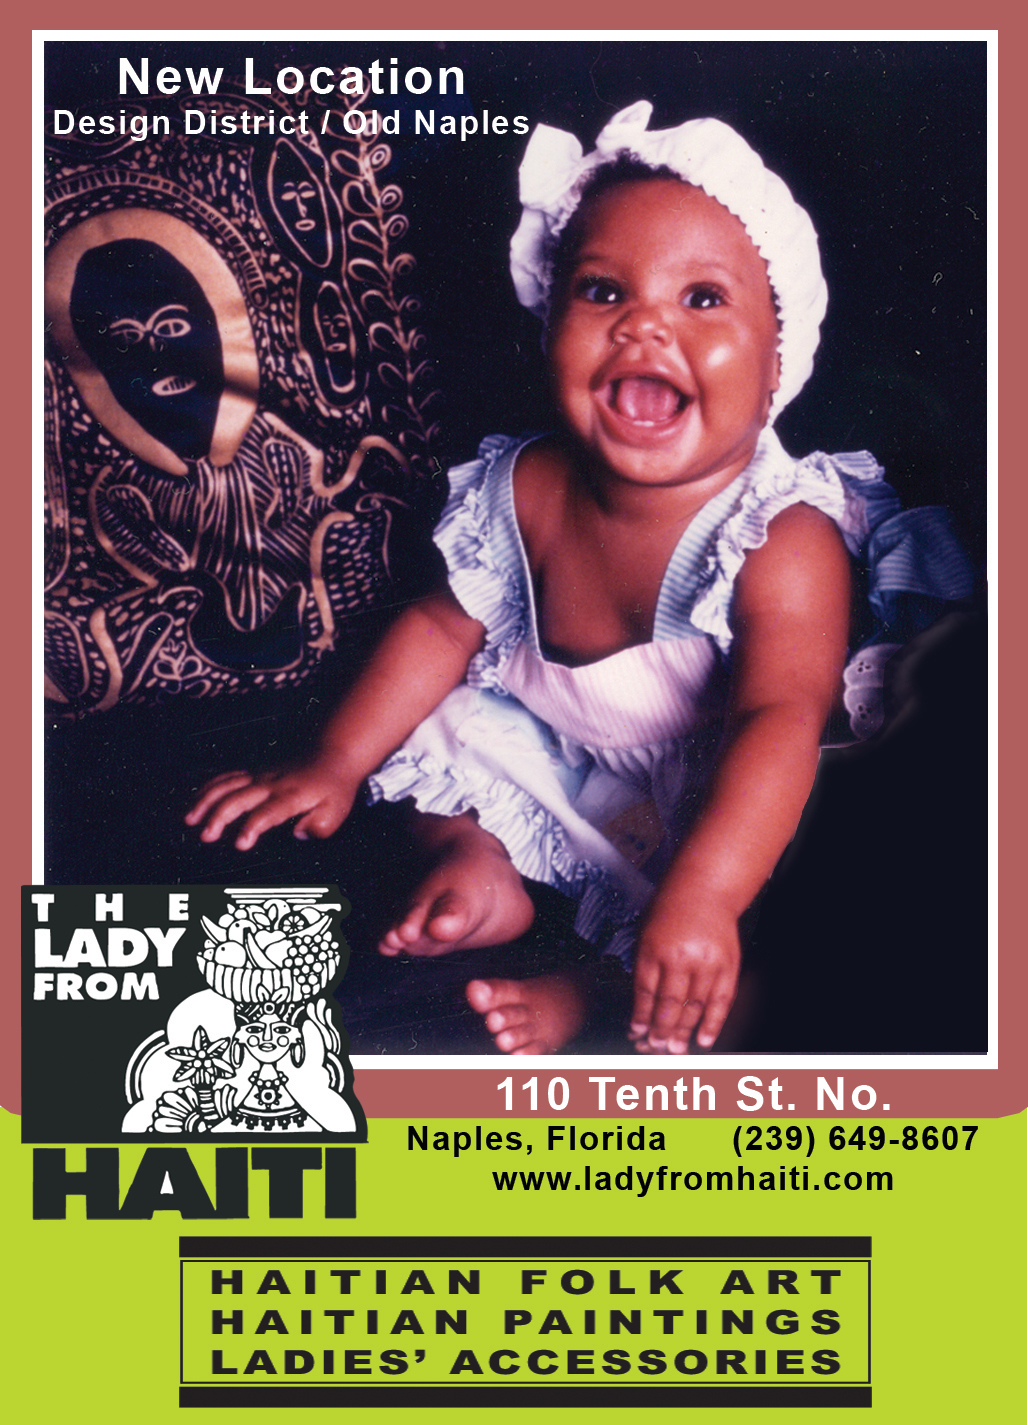 New Location
Design District / Old Naples
THE
LADY
FROM
HAITI
110 Tenth St. No.
Naples, Florida (239) 649-8607
www.ladyfromhaiti.com
HAITIAN FOLK ART
HAITIAN PAINTINGS
LADIES’ ACCESSORIES